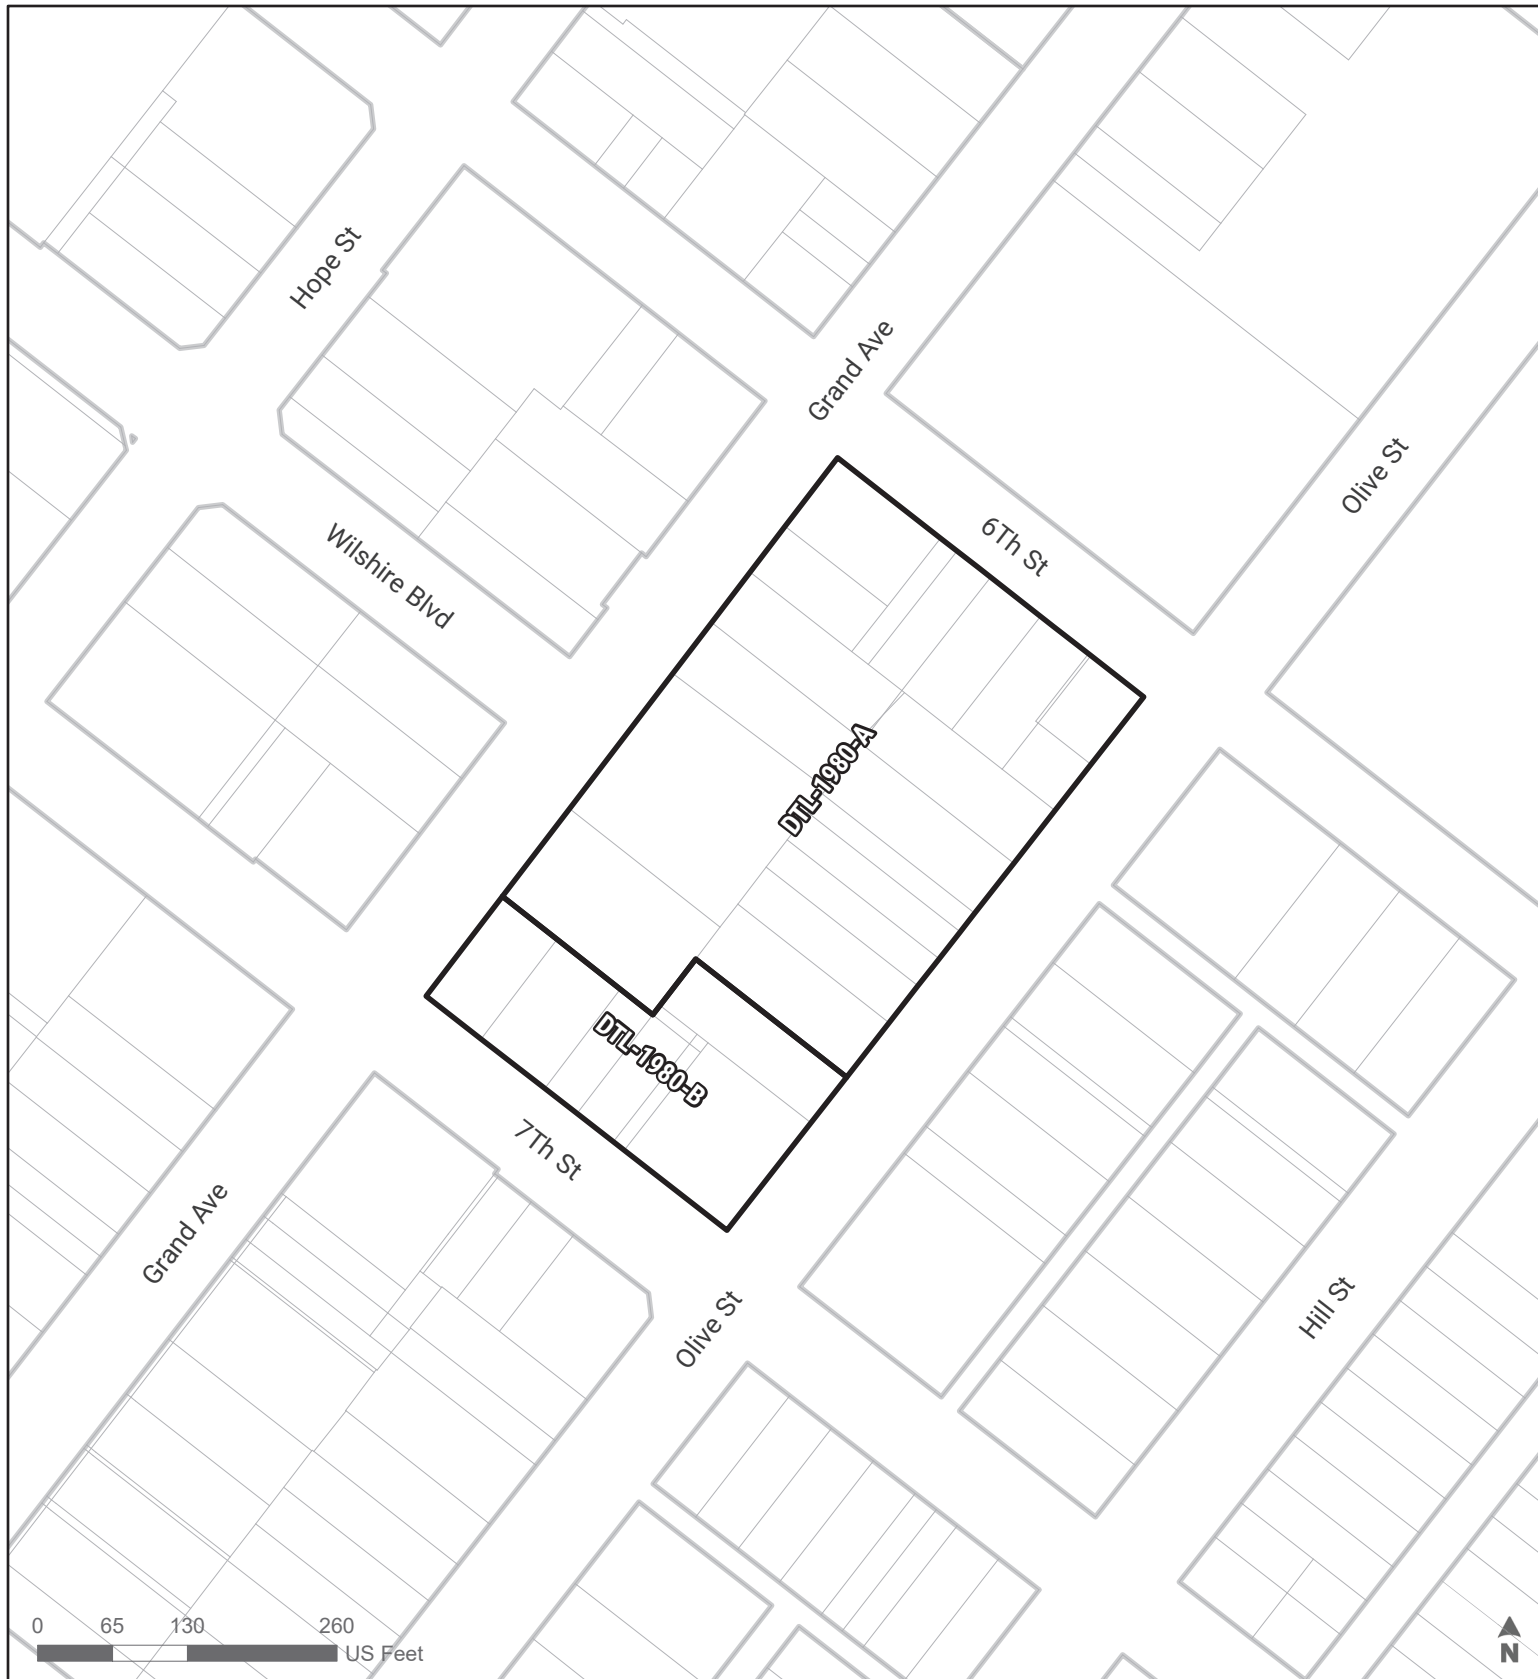 Hope St
Grand Ave
Olive St
6Th St
Wilshire Blvd
DTL-1980-A
DTL-1980-B
7Th St
Grand Ave
Olive St
Hill St
0 65 130 260
US Feet
N